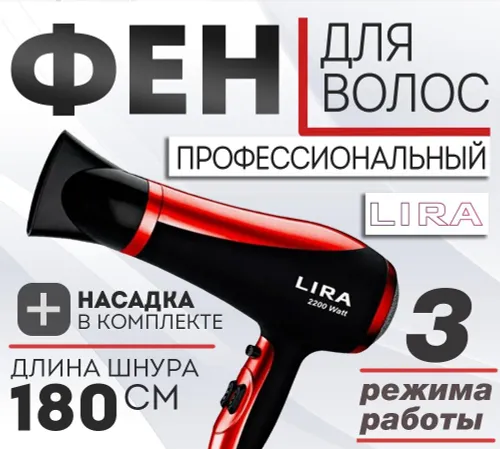 ФЕН
ДЛЯ
ВОЛОС
ПРОФЕССИОНАЛЬНЫЙ
LIRA
LIRA
2200 Watt
НАСАДКА
В КОМПЛЕКТЕ
ДЛИНА ШНУРА
180 СМ
3
режима
работы